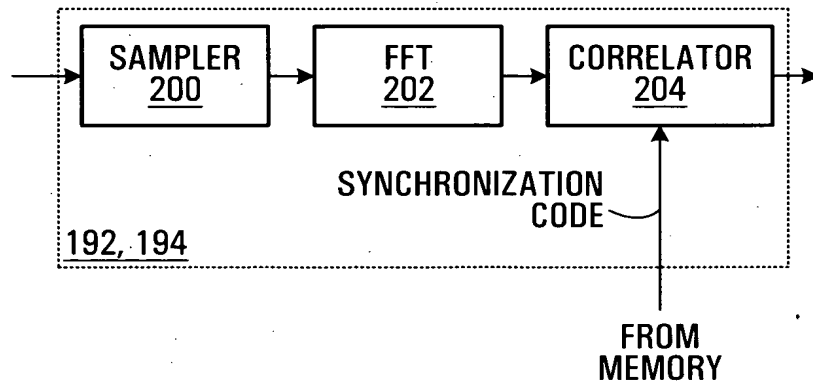 SAMPLER
200
FFT
202
CORRELATOR
204
SYNCHRONIZATION
CODE
192, 194
FROM
MEMORY